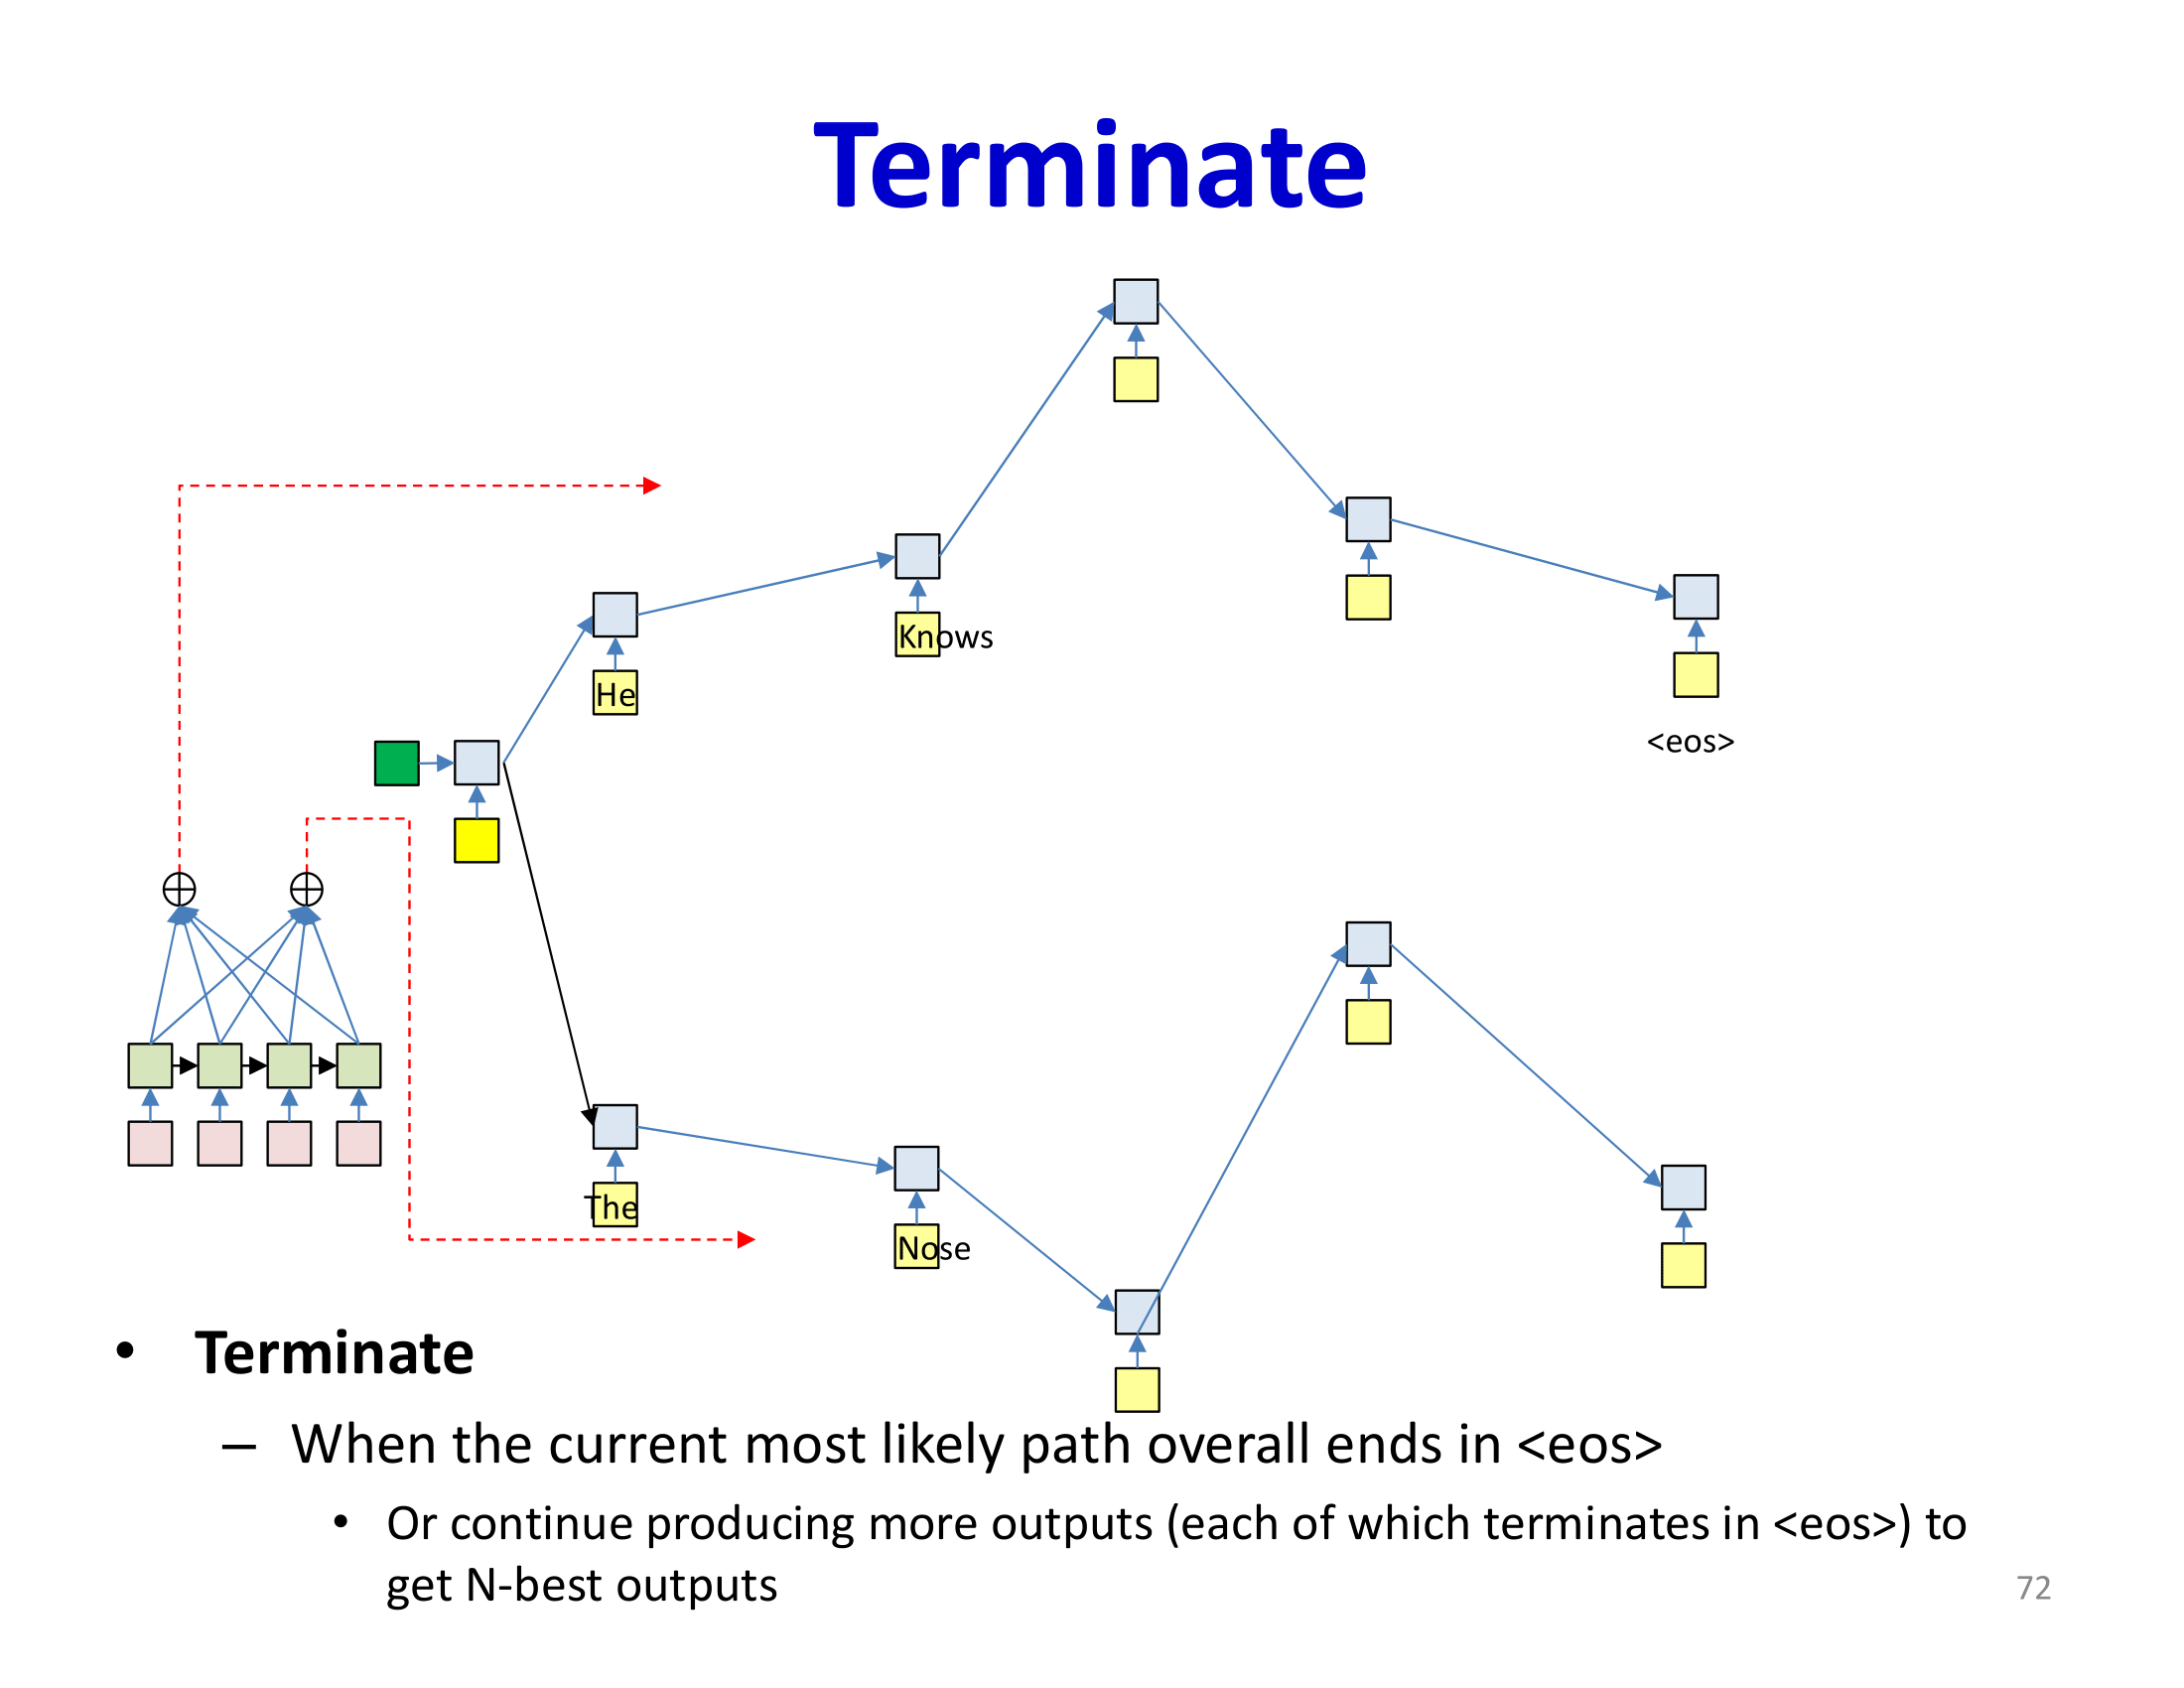 Terminate
Knows
He
<eos>
The
Nose
• Terminate
– When the current most likely path overall ends in <eos>
• Or continue producing more outputs (each of which terminates in <eos>) to
get N-best outputs
72